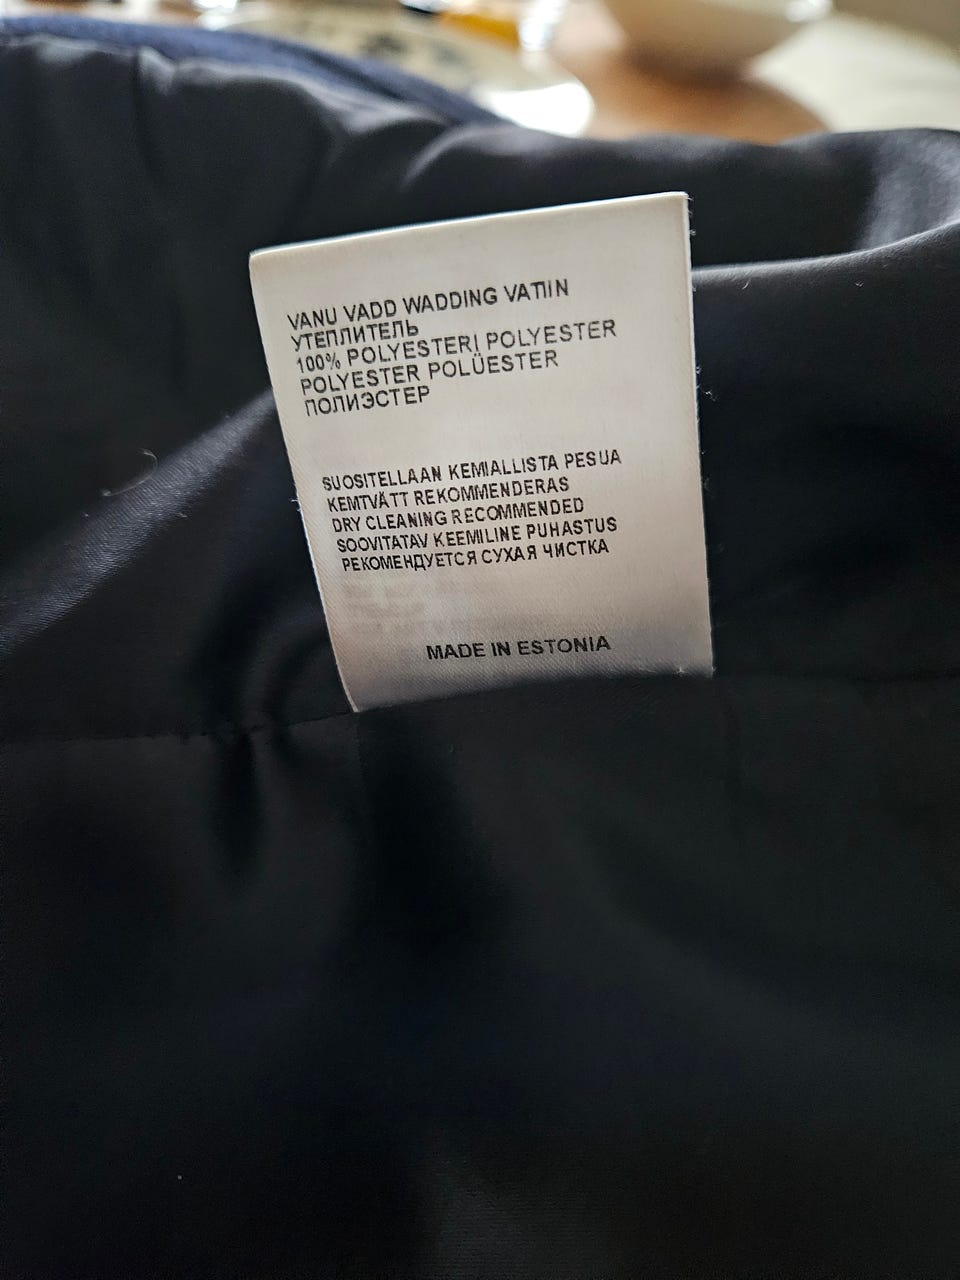 VANU VADD WADDING VATIIN
УТЕПЛИТЕЛЬ
100% POLYESTERI POLYESTER
POLYESTER POLÜESTER
ПОЛИЭСТЕР
SUOSITELLAAN KEMIALLISTA PESUA
KEMTVÄTT REKOMMENDERAS
DRY CLEANING RECOMMENDED
SOOVITATAV KEEMILINE PUHASTUS
РЕКОМЕНДУЕТСЯ СУХАЯ ЧИСТКА
MADE IN ESTONIA